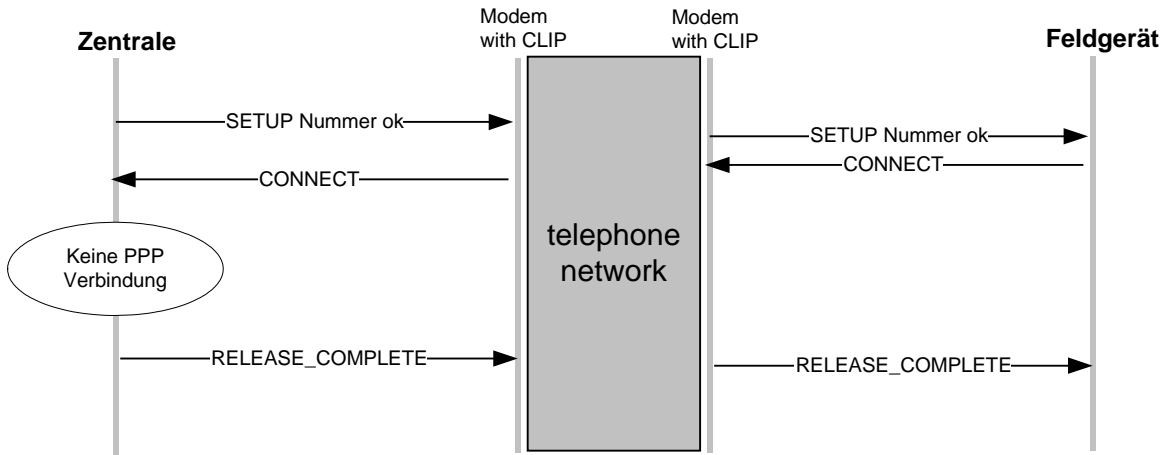 Zentrale
Modem
with CLIP
Modem
with CLIP
Feldgerät
SETUP Nummer ok
SETUP Nummer ok
CONNECT
CONNECT
telephone
network
Keine PPP
Verbindung
RELEASE_COMPLETE
RELEASE_COMPLETE